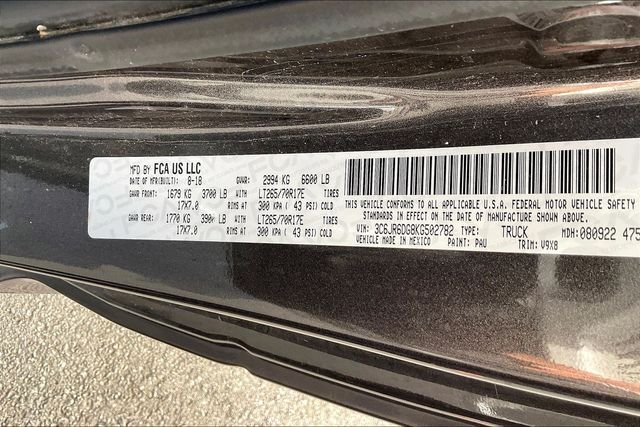 MFD BY FCA US LLC
DATE OF MFR(BUILT): 8-18 GVWR: 2994 KG 6600 LB
GAWR FRONT: 1679 KG 3700 LB WITH LT265/70R17E TIRES
17X7.0 RIMS AT 300 KPA ( 43 PSI) COLD
GAWR REAR: 1770 KG 3900 LB WITH LT265/70R17E TIRES
17X7.0 RIMS AT 300 KPA ( 43 PSI) COLD
THIS VEHICLE CONFORMS TO ALL APPLICABLE U.S.A. FEDERAL MOTOR VEHICLE SAFETY
STANDARDS IN EFFECT ON THE DATE OF MANUFACTURE SHOWN ABOVE
VIN: 3C6JR6DG8KG502782 TYPE: TRUCK MDH: 080922 475
VEHICLE MADE IN MEXICO PAINT: PAU TRIM: V9X8